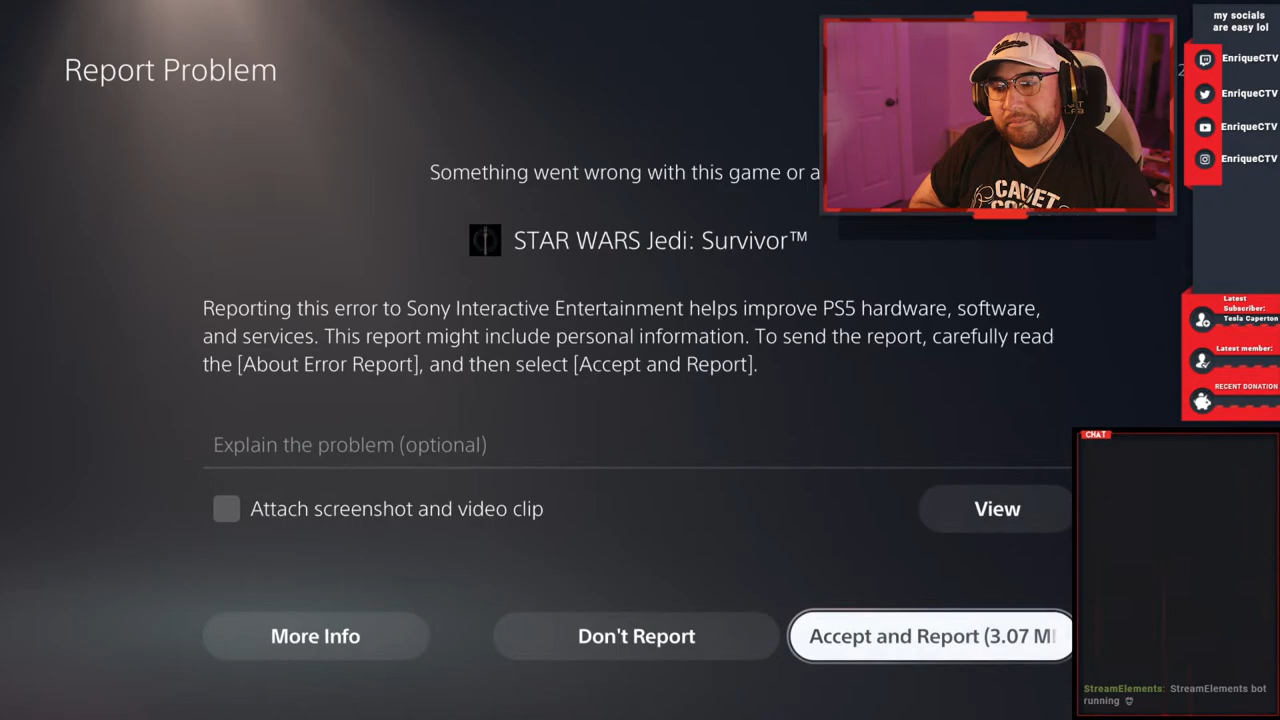 my socials
are easy lol
Report Problem
EnriqueCTV
EnriqueCTV
EnriqueCTV
EnriqueCTV
Something went wrong with this game or a
STAR WARS Jedi: Survivor™
Reporting this error to Sony Interactive Entertainment helps improve PS5 hardware, software,
and services. This report might include personal information. To send the report, carefully read
the [About Error Report], and then select [Accept and Report].
Latest
Subscriber:
Tesla Caperton
Latest member:
RECENT DONATION
Explain the problem (optional)
Attach screenshot and video clip
View
More Info
Don't Report
Accept and Report (3.07 M
CHAT
StreamElements: StreamElements bot
running